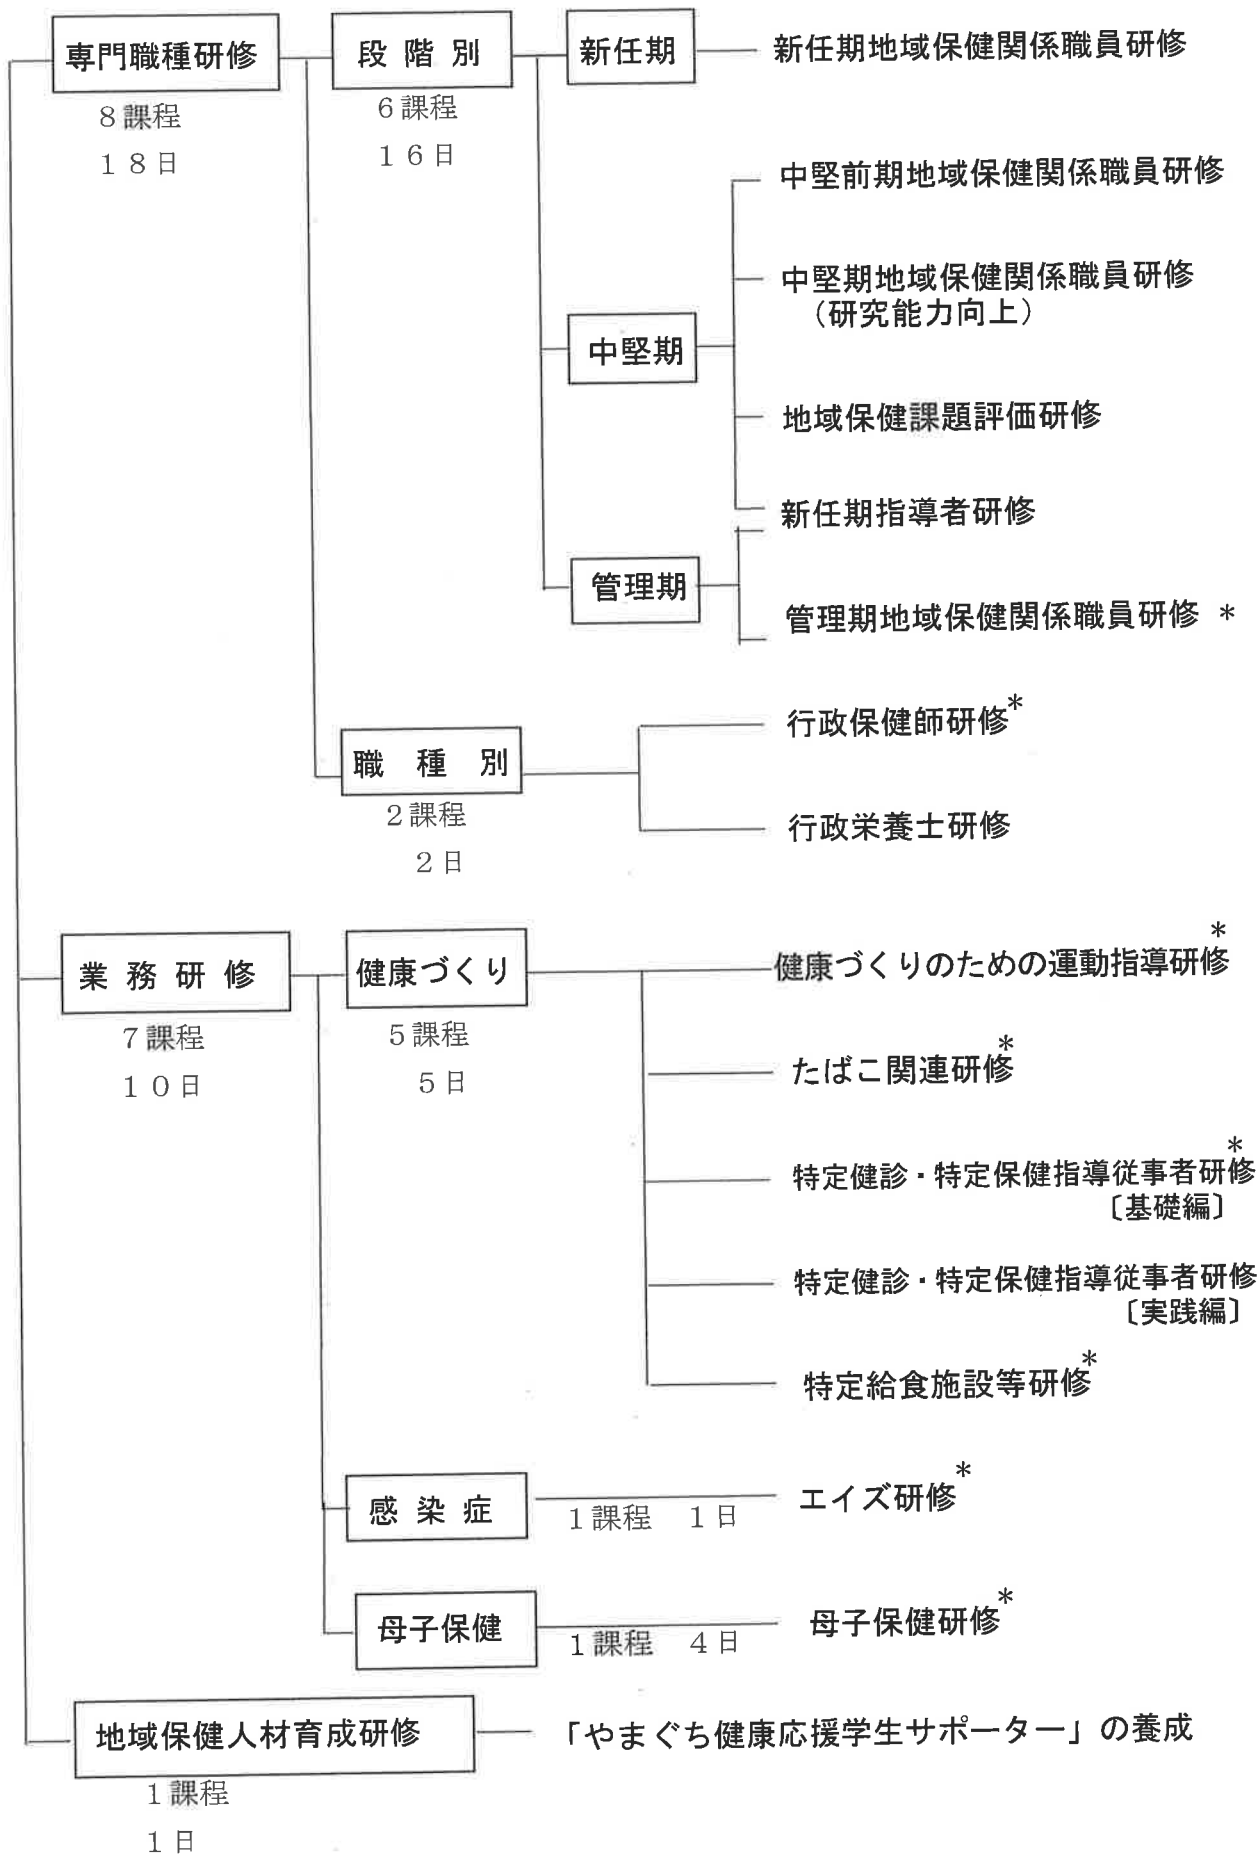 専門職種研修
8課程
18日
段階別
6課程
16日
新任期
新任期地域保健関係職員研修
中堅期
中堅前期地域保健関係職員研修
中堅期地域保健関係職員研修
（研究能力向上）
地域保健課題評価研修
新任期指導者研修
管理期
管理期地域保健関係職員研修 *
職種別
2課程
2日
行政保健師研修*
行政栄養士研修
業務研修
7課程
10日
健康づくり
5課程
5日
健康づくりのための運動指導研修*
たばこ関連研修*
特定健診・特定保健指導従事者研修*
〔基礎編〕
特定健診・特定保健指導従事者研修
〔実践編〕
特定給食施設等研修*
感染症
1課程 1日
エイズ研修*
母子保健
1課程 4日
母子保健研修*
地域保健人材育成研修
1課程
1日
「やまぐち健康応援学生サポーター」の養成